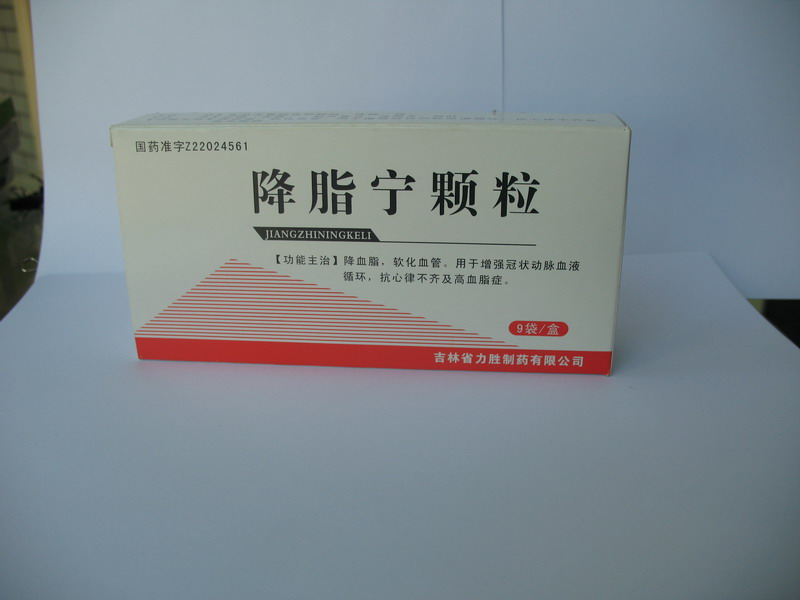 国药准字Z22024561
降脂宁颗粒
JIANGZHININGKELI
【功能主治】降血脂，软化血管。用于增强冠状动脉血液
循环，抗心律不齐及高血脂症。
9袋/盒
吉林省力胜制药有限公司